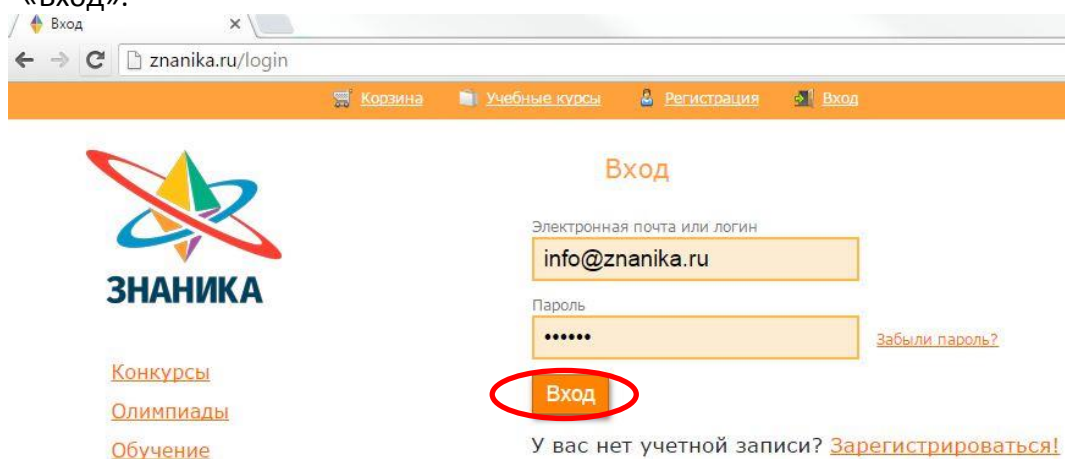 «Вход».
Вход
znanika.ru/login
Корзина Учебные курсы Регистрация Вход
ЗНАНИКА
Вход
Электронная почта или логин
info@znanika.ru
Пароль
••••••
Забыли пароль?
Вход
У вас нет учетной записи? Зарегистрироваться!
Конкурсы
Олимпиады
Обучение